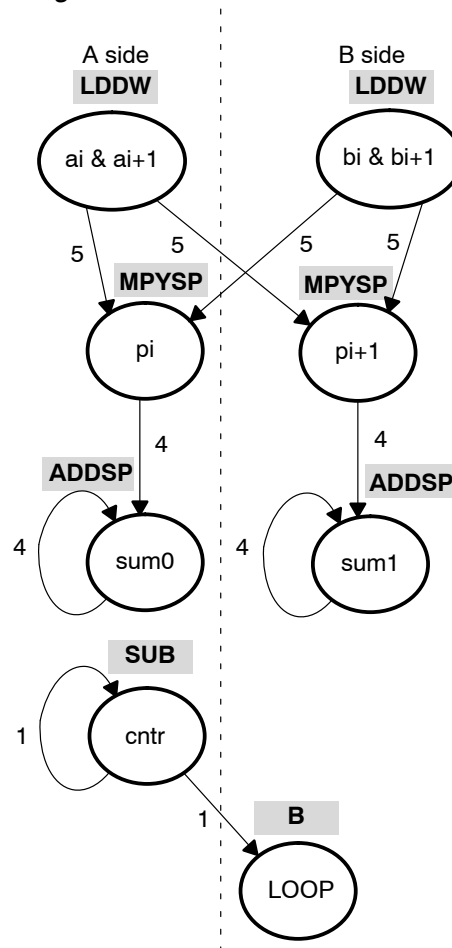 A side B side
LDDW LDDW
ai & ai+1 bi & bi+1
5 5 5 5
MPYSP MPYSP
pi pi+1
4 4
ADDSP ADDSP
4 sum0 4 sum1
SUB
1 cntr
1 B
LOOP